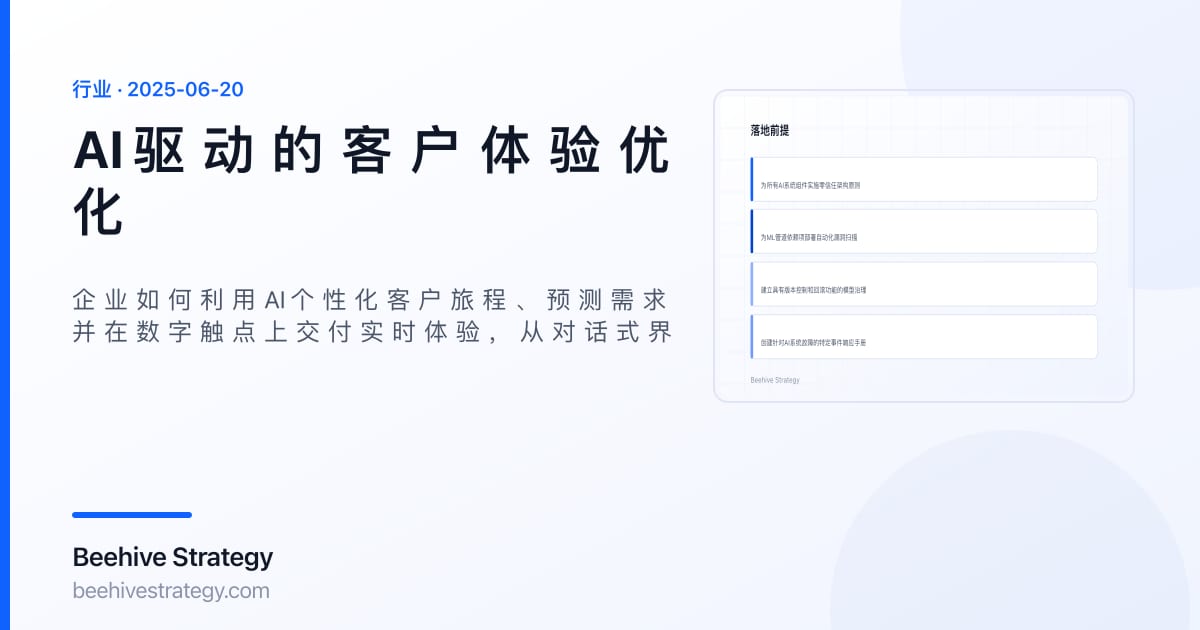 行业 · 2025-06-20
AI驱动的客户体验优
化
企业如何利用AI个性化客户旅程、预测需求
并在数字触点上交付实时体验，从对话式界
落地前提
为所有AI系统组件实施零信任架构原则
为ML管道依赖项部署自动化漏洞扫描
建立具有版本控制和回滚功能的模型治理
创建针对AI系统故障的特定事件响应手册
Beehive Strategy
Beehive Strategy
beehivestrategy.com